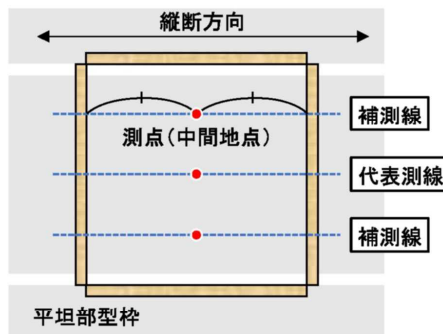 縦断方向
補測線
測点(中間地点)
代表測線
補測線
平坦部型枠